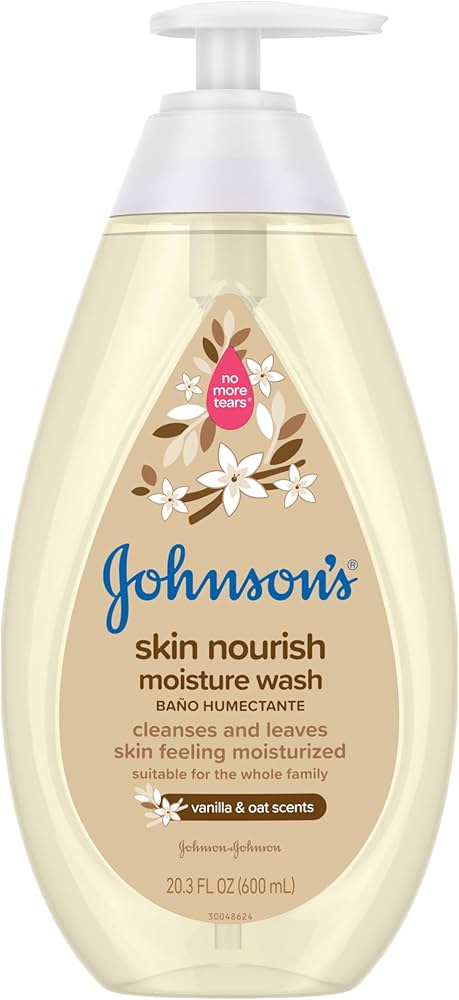 no
more
tears*
Johnson's®
skin nourish
moisture wash
BAÑO HUMECTANTE
cleanses and leaves
skin feeling moisturized
suitable for the whole family
vanilla & oat scents
Johnson & Johnson
20.3 FL OZ (600 mL)
30048624